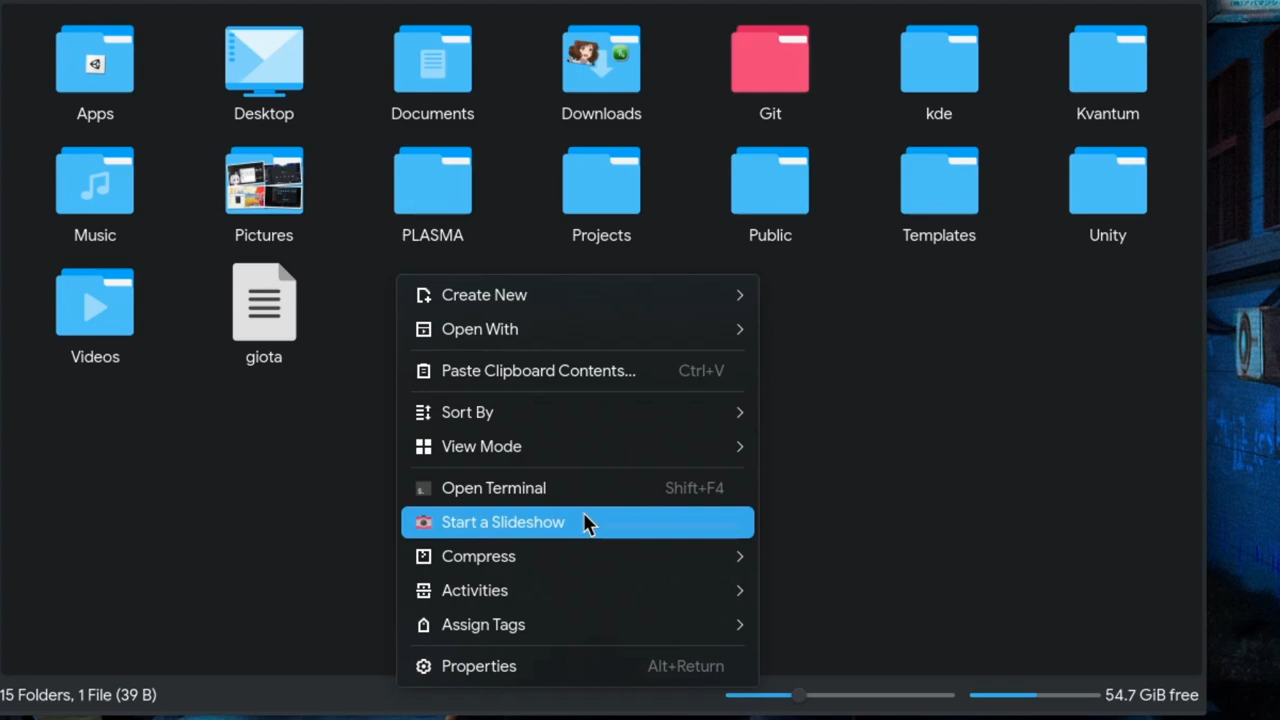 Apps
Desktop
Documents
Downloads
Git
kde
Kvantum
Music
Pictures
PLASMA
Projects
Public
Templates
Unity
Videos
giota
Create New
Open With
Paste Clipboard Contents... Ctrl+V
Sort By
View Mode
Open Terminal Shift+F4
Start a Slideshow
Compress
Activities
Assign Tags
Properties Alt+Return
15 Folders, 1 File (39 B)
54.7 GiB free